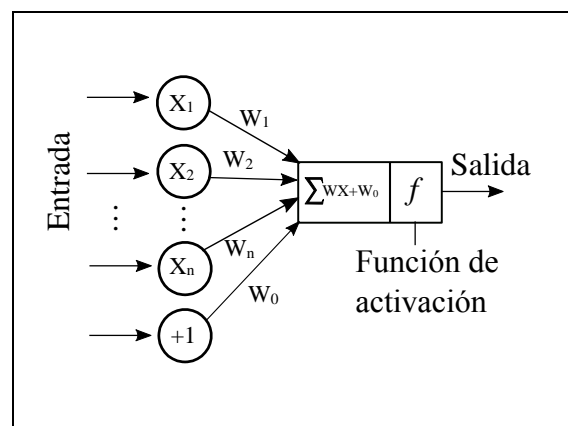 Entrada
X1
W1
X2
W2
Xn
Wn
+1
W0
∑WX+W0
f
Salida
Función de
activación